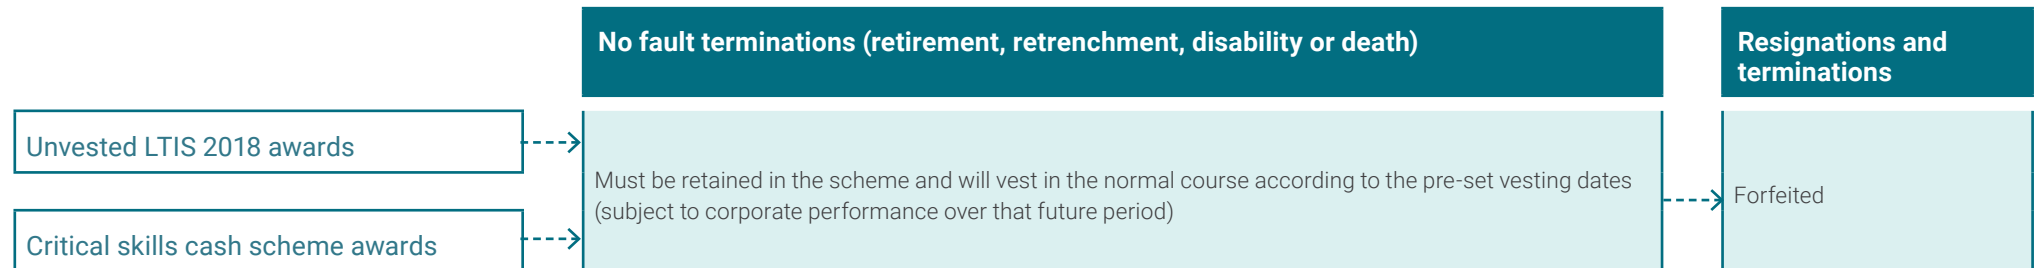 No fault terminations (retirement, retrenchment, disability or death)
Resignations and
terminations
Unvested LTIS 2018 awards
Must be retained in the scheme and will vest in the normal course according to the pre-set vesting dates
(subject to corporate performance over that future period)
Forfeited
Critical skills cash scheme awards